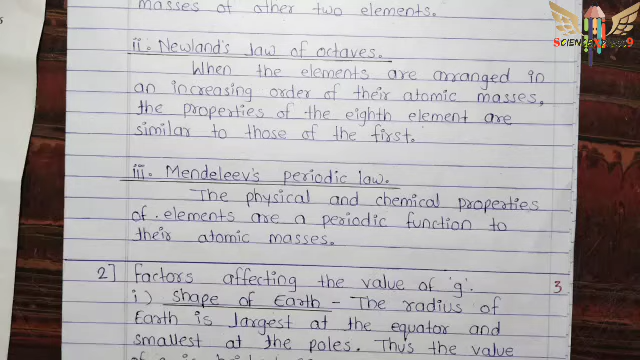 masses of other two elements.
ii. Newland's law of octaves.
When the elements are arranged in
an increasing order of their atomic masses,
the properties of the eighth element are
similar to those of the first.
iii. Mendeleev's periodic law.
The physical and chemical properties
of elements are a periodic function to
their atomic masses.
2] Factors affecting the value of 'g'. 3
i) Shape of Earth - The radius of
Earth is largest at the equator and
smallest at the poles. Thus the value